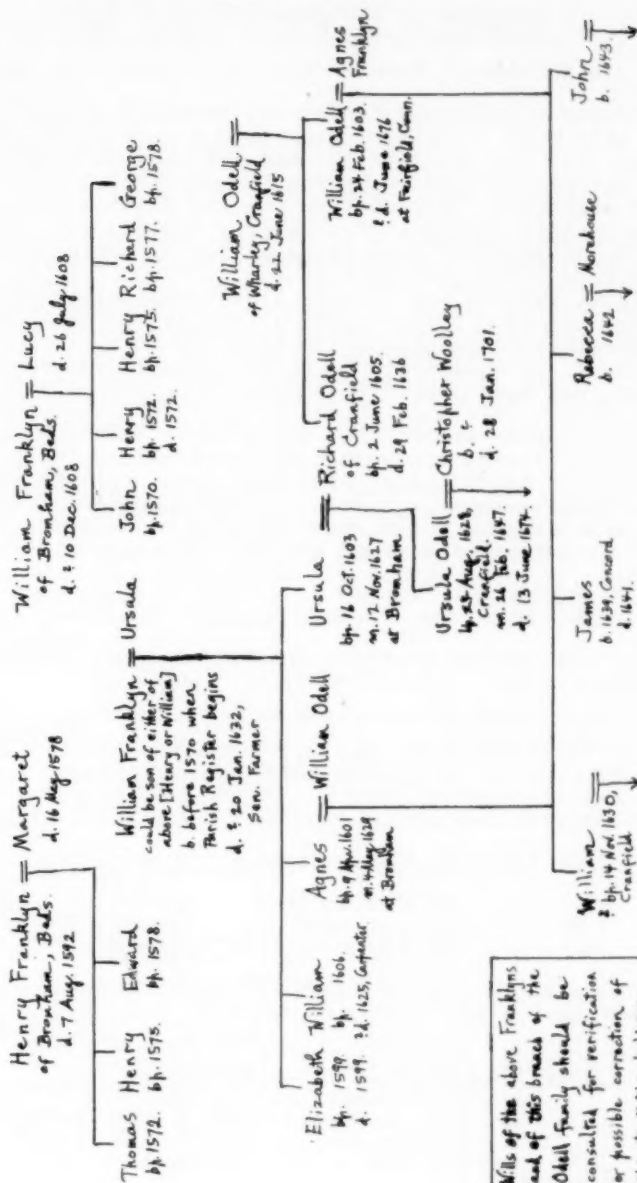 Henry Franklyn = Margaret
of Bromham, Beds.
d. 16 May 1578
d. 7 Aug. 1592
Thomas
bp. 1572.
Henry
bp. 1575.
Edward
bp. 1578.
William Franklyn = Lucy
of Bromham, Beds.
d. 26 July 1608
d. ? 10 Dec. 1608
John
bp. 1570.
Henry
bp. 1572.
d. 1572.
Henry
bp. 1575.
Richard
bp. 1577.
George
bp. 1578.
William Franklyn = Ursula
could be son of either of
above [Henry or William]
b. before 1570 when
Parish Register begins
d. ? 20 Jan. 1632,
Sen. Farmer
William Odell =
of Wharley, Cranfield
d. 22 June 1615
Elizabeth
bp. 1599.
d. 1599.
William
bp. 1606.
?d. 1625, Carpenter
Agnes = William Odell
bp. 9 Apr. 1601
m. 4 May 1629
at Bromham
Ursula = Richard Odell
bp. 16 Oct. 1603
m. 12 Nov. 1627
at Bromham
of Cranfield
bp. 2 June 1605.
d. 29 Feb. 1636
William Odell = Agnes
Franklyn
bp. 24 Feb. 1603.
? d. June 1676
at Fairfield, Conn.
Ursula Odell = Christopher Woolley
bp. 23 Aug. 1628,
Cranfield.
m. 26 Feb. 1647.
d. 13 June 1674.
b. ?
d. 28 Jan. 1701.
William =
? bp. 14 Nov. 1630,
Cranfield
James
b. 1639, Concord
d. 1641.
Rebecca = Morehouse
b. 1642
John =
b. 1643.
Wills of the above Franklyns
and of this branch of the
Odell family should be
consulted for verification
or possible correction of